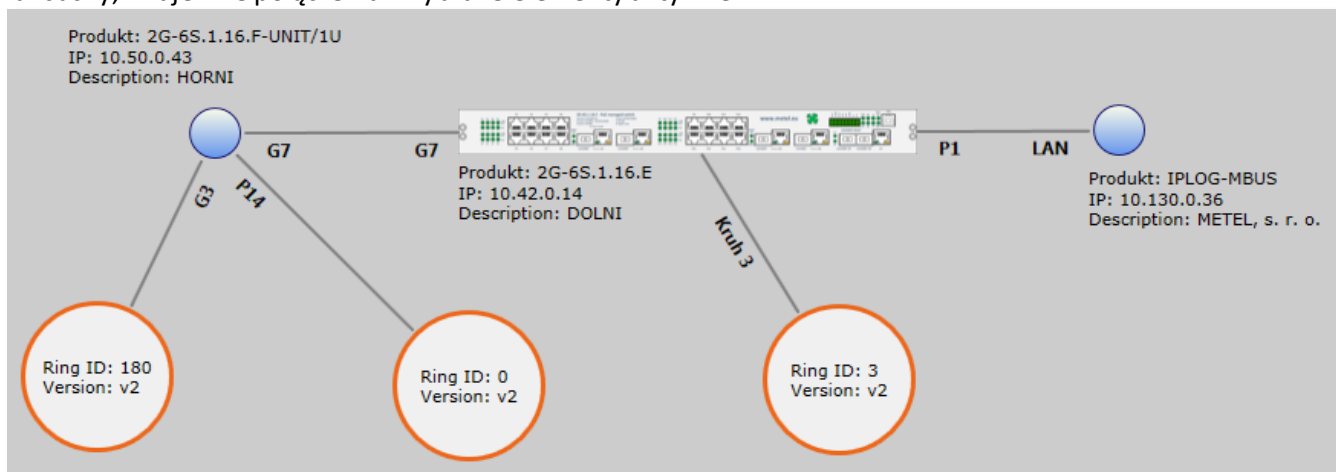 Produkt: 2G-6S.1.16.F-UNIT/1U
IP: 10.50.0.43
Description: HORNI
G7
G7
www.metel.eu
P1
LAN
Produkt: 2G-6S.1.16.E
IP: 10.42.0.14
Description: DOLNI
Produkt: IPLOG-MBUS
IP: 10.130.0.36
Description: METEL, s. r. o.
G3
P14
Kruh 3
Ring ID: 180
Version: v2
Ring ID: 0
Version: v2
Ring ID: 3
Version: v2